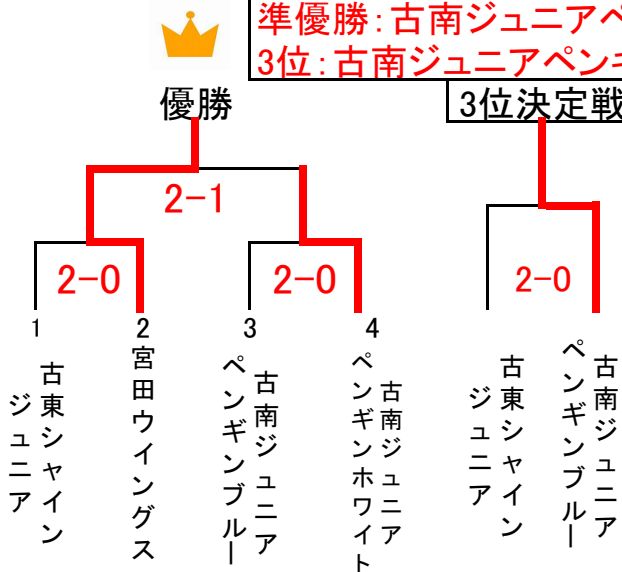 準優勝：古南ジュニアペ
3位：古南ジュニアペンギ
優勝
3位決定戦
2-1
2-0
2-0
2-0
1
2
3
4
古東シャイン
ジュニア
宮田ウイングス
古南ジュニア
ペンギンブルー
古南ジュニア
ペンギンホワイト
古東シャイン
ジュニア
古南ジュニア
ペンギンブルー